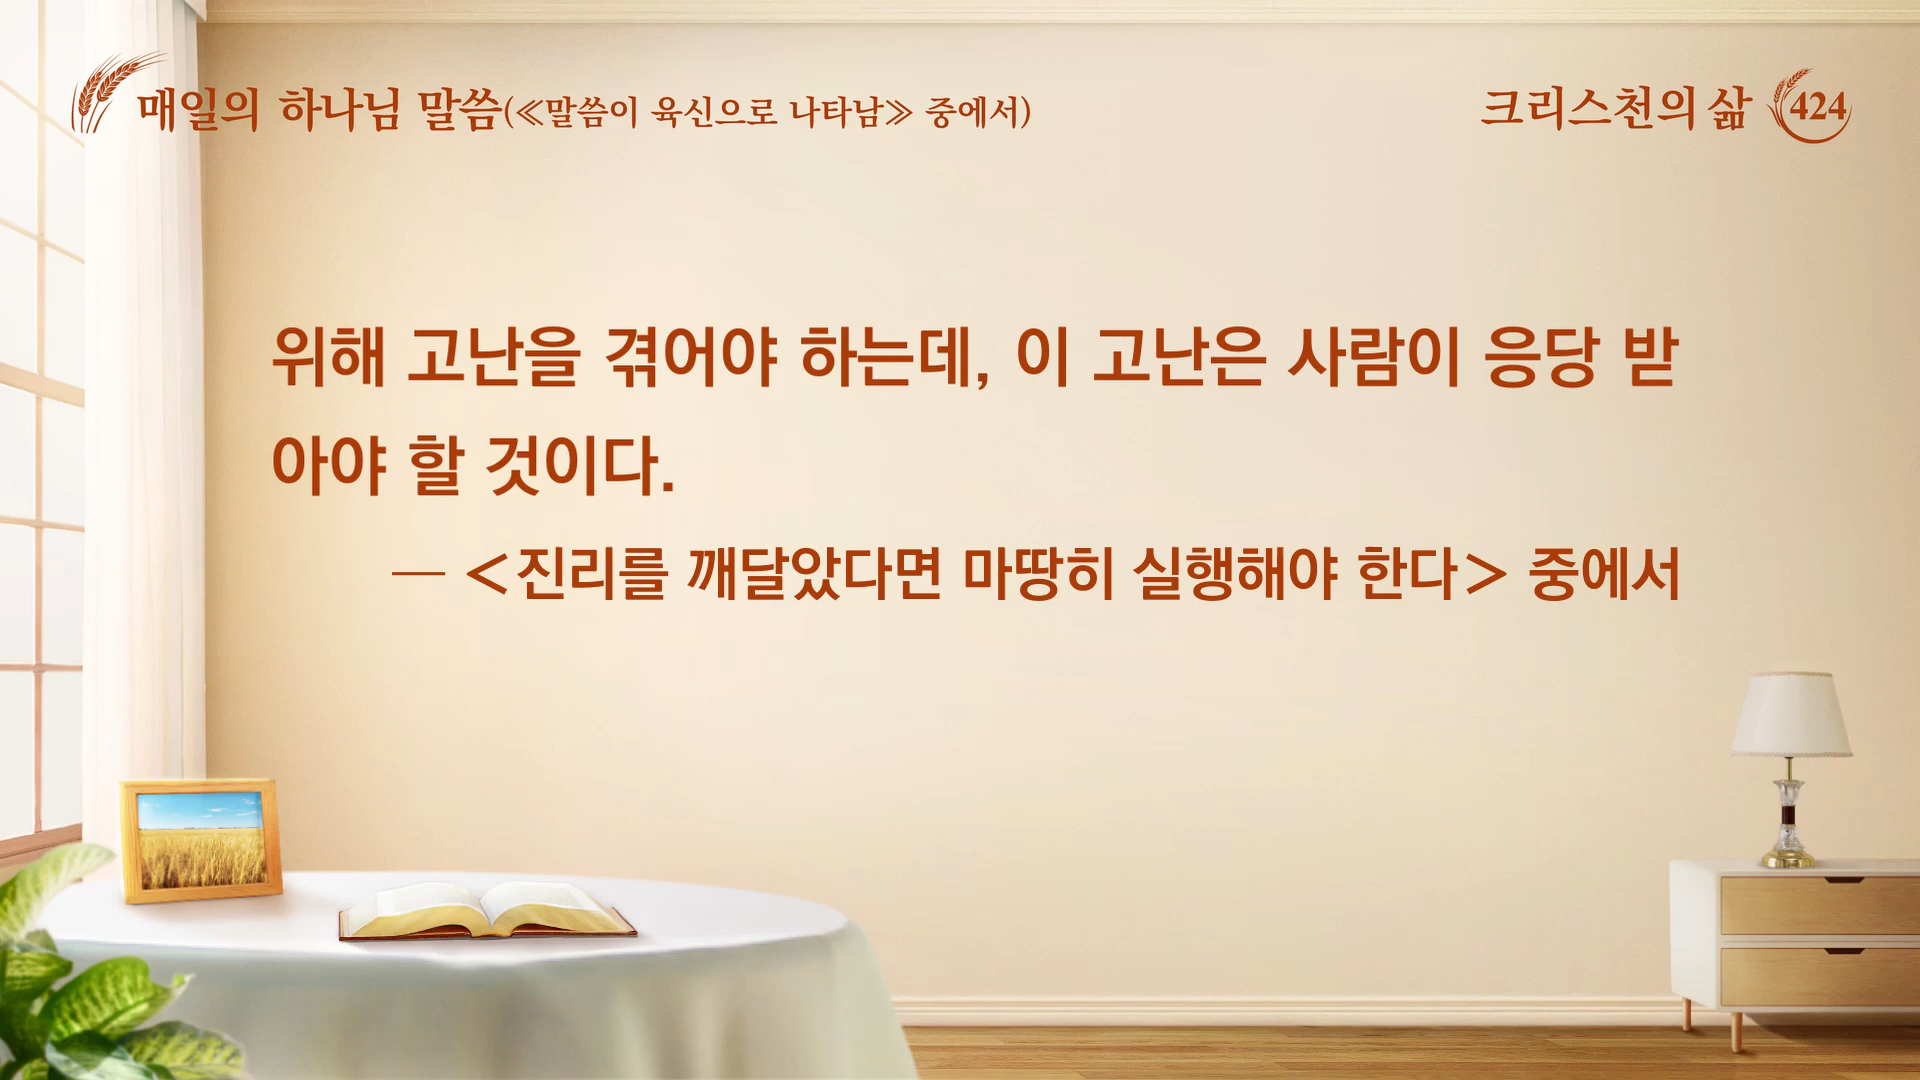 매일의 하나님 말씀(≪말씀이 육신으로 나타남≫ 중에서)
크리스천의 삶 424
위해 고난을 겪어야 하는데, 이 고난은 사람이 응당 받
아야 할 것이다.
— <진리를 깨달았다면 마땅히 실행해야 한다> 중에서